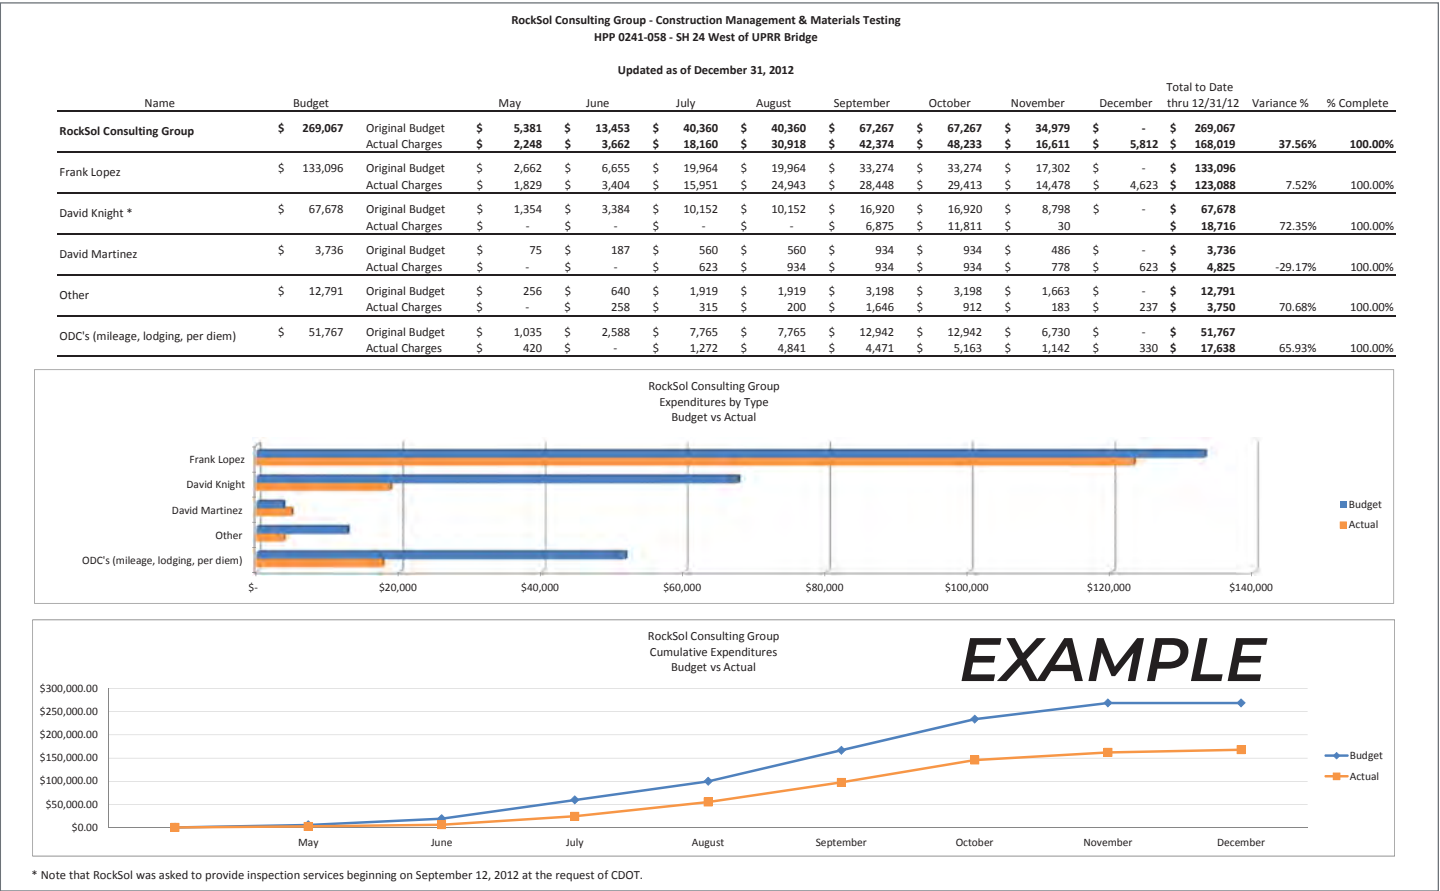 RockSol Consulting Group - Construction Management & Materials Testing
HPP 0241-058 - SH 24 West of UPRR Bridge
Updated as of December 31, 2012
Total to Date
Name Budget May June July August September October November December thru 12/31/12 Variance % % Complete
RockSol Consulting Group $ 269,067 Original Budget $ 5,381 $ 13,453 $ 40,360 $ 40,360 $ 67,267 $ 67,267 $ 34,979 $ - $ 269,067
Actual Charges $ 2,248 $ 3,662 $ 18,160 $ 30,918 $ 42,374 $ 48,233 $ 16,611 $ 5,812 $ 168,019 37.56% 100.00%
Frank Lopez $ 133,096 Original Budget $ 2,662 $ 6,655 $ 19,964 $ 19,964 $ 33,274 $ 33,274 $ 17,302 $ - $ 133,096
Actual Charges $ 1,829 $ 3,404 $ 15,951 $ 24,943 $ 28,448 $ 29,413 $ 14,478 $ 4,623 $ 123,088 7.52% 100.00%
David Knight * $ 67,678 Original Budget $ 1,354 $ 3,384 $ 10,152 $ 10,152 $ 16,920 $ 16,920 $ 8,798 $ - $ 67,678
Actual Charges $ - $ - $ - $ - $ 6,875 $ 11,811 $ 30 $ 18,716 72.35% 100.00%
David Martinez $ 3,736 Original Budget $ 75 $ 187 $ 560 $ 560 $ 934 $ 934 $ 486 $ - $ 3,736
Actual Charges $ - $ - $ 623 $ 934 $ 934 $ 934 $ 778 $ 623 $ 4,825 -29.17% 100.00%
Other $ 12,791 Original Budget $ 256 $ 640 $ 1,919 $ 1,919 $ 3,198 $ 3,198 $ 1,663 $ - $ 12,791
Actual Charges $ - $ 258 $ 315 $ 200 $ 1,646 $ 912 $ 183 $ 237 $ 3,750 70.68% 100.00%
ODC's (mileage, lodging, per diem) $ 51,767 Original Budget $ 1,035 $ 2,588 $ 7,765 $ 7,765 $ 12,942 $ 12,942 $ 6,730 $ - $ 51,767
Actual Charges $ 420 $ - $ 1,272 $ 4,841 $ 4,471 $ 5,163 $ 1,142 $ 330 $ 17,638 65.93% 100.00%
RockSol Consulting Group
Expenditures by Type
Budget vs Actual
Frank Lopez
David Knight
David Martinez
Other
ODC's (mileage, lodging, per diem)
$- $20,000 $40,000 $60,000 $80,000 $100,000 $120,000 $140,000
Budget
Actual
RockSol Consulting Group
Cumulative Expenditures
Budget vs Actual
EXAMPLE
$300,000.00
$250,000.00
$200,000.00
$150,000.00
$100,000.00
$50,000.00
$0.00
May June July August September October November December
Budget
Actual
* Note that RockSol was asked to provide inspection services beginning on September 12, 2012 at the request of CDOT.